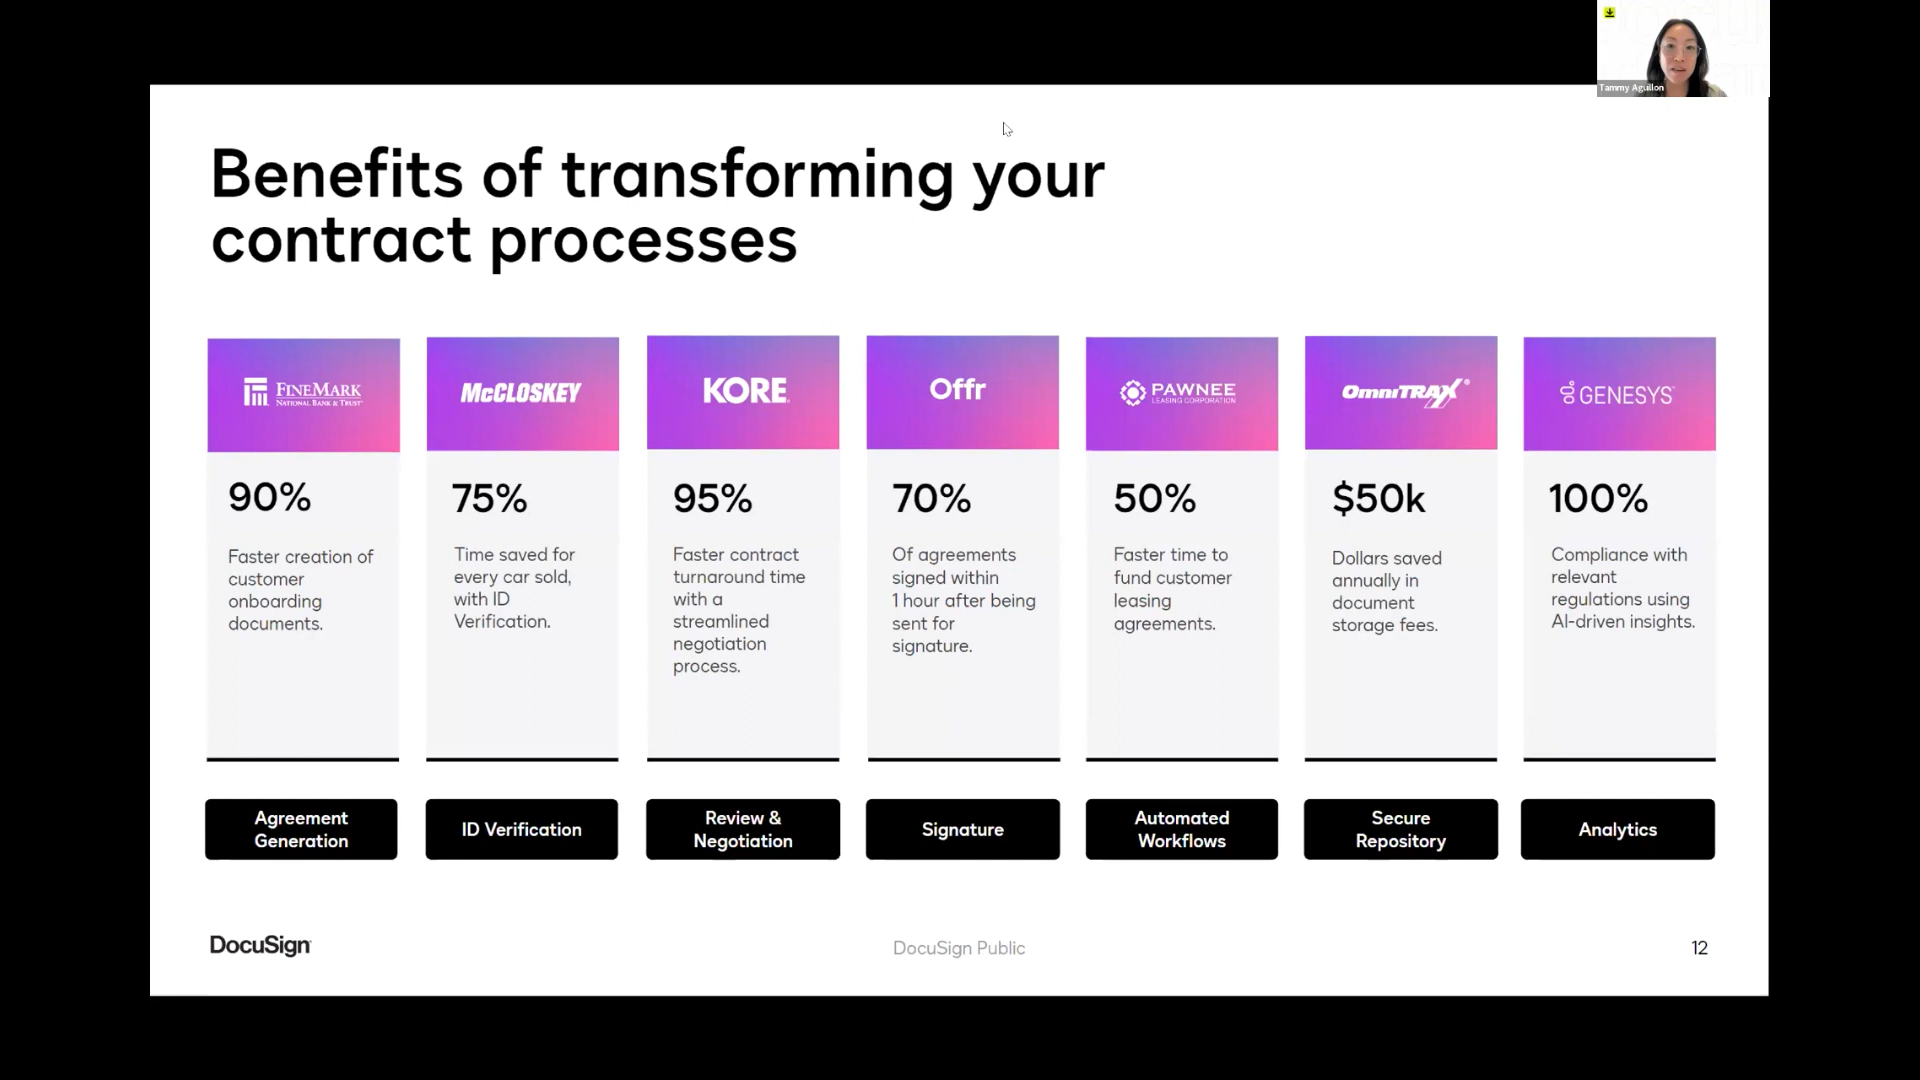 Tammy Aguilon
Benefits of transforming your
contract processes
FINEMARK
NATIONAL BANK & TRUST
90%
Faster creation of
customer
onboarding
documents.
Agreement
Generation
McCLOSKEY
75%
Time saved for
every car sold,
with ID
Verification.
ID Verification
KORE
95%
Faster contract
turnaround time
with a
streamlined
negotiation
process.
Review &
Negotiation
Offr
70%
Of agreements
signed within
1 hour after being
sent for
signature.
Signature
PAWNEE
LEASING CORPORATION
50%
Faster time to
fund customer
leasing
agreements.
Automated
Workflows
OmniTRAX®
$50k
Dollars saved
annually in
document
storage fees.
Secure
Repository
GENESYS
100%
Compliance with
relevant
regulations using
AI-driven insights.
Analytics
DocuSign
DocuSign Public
12